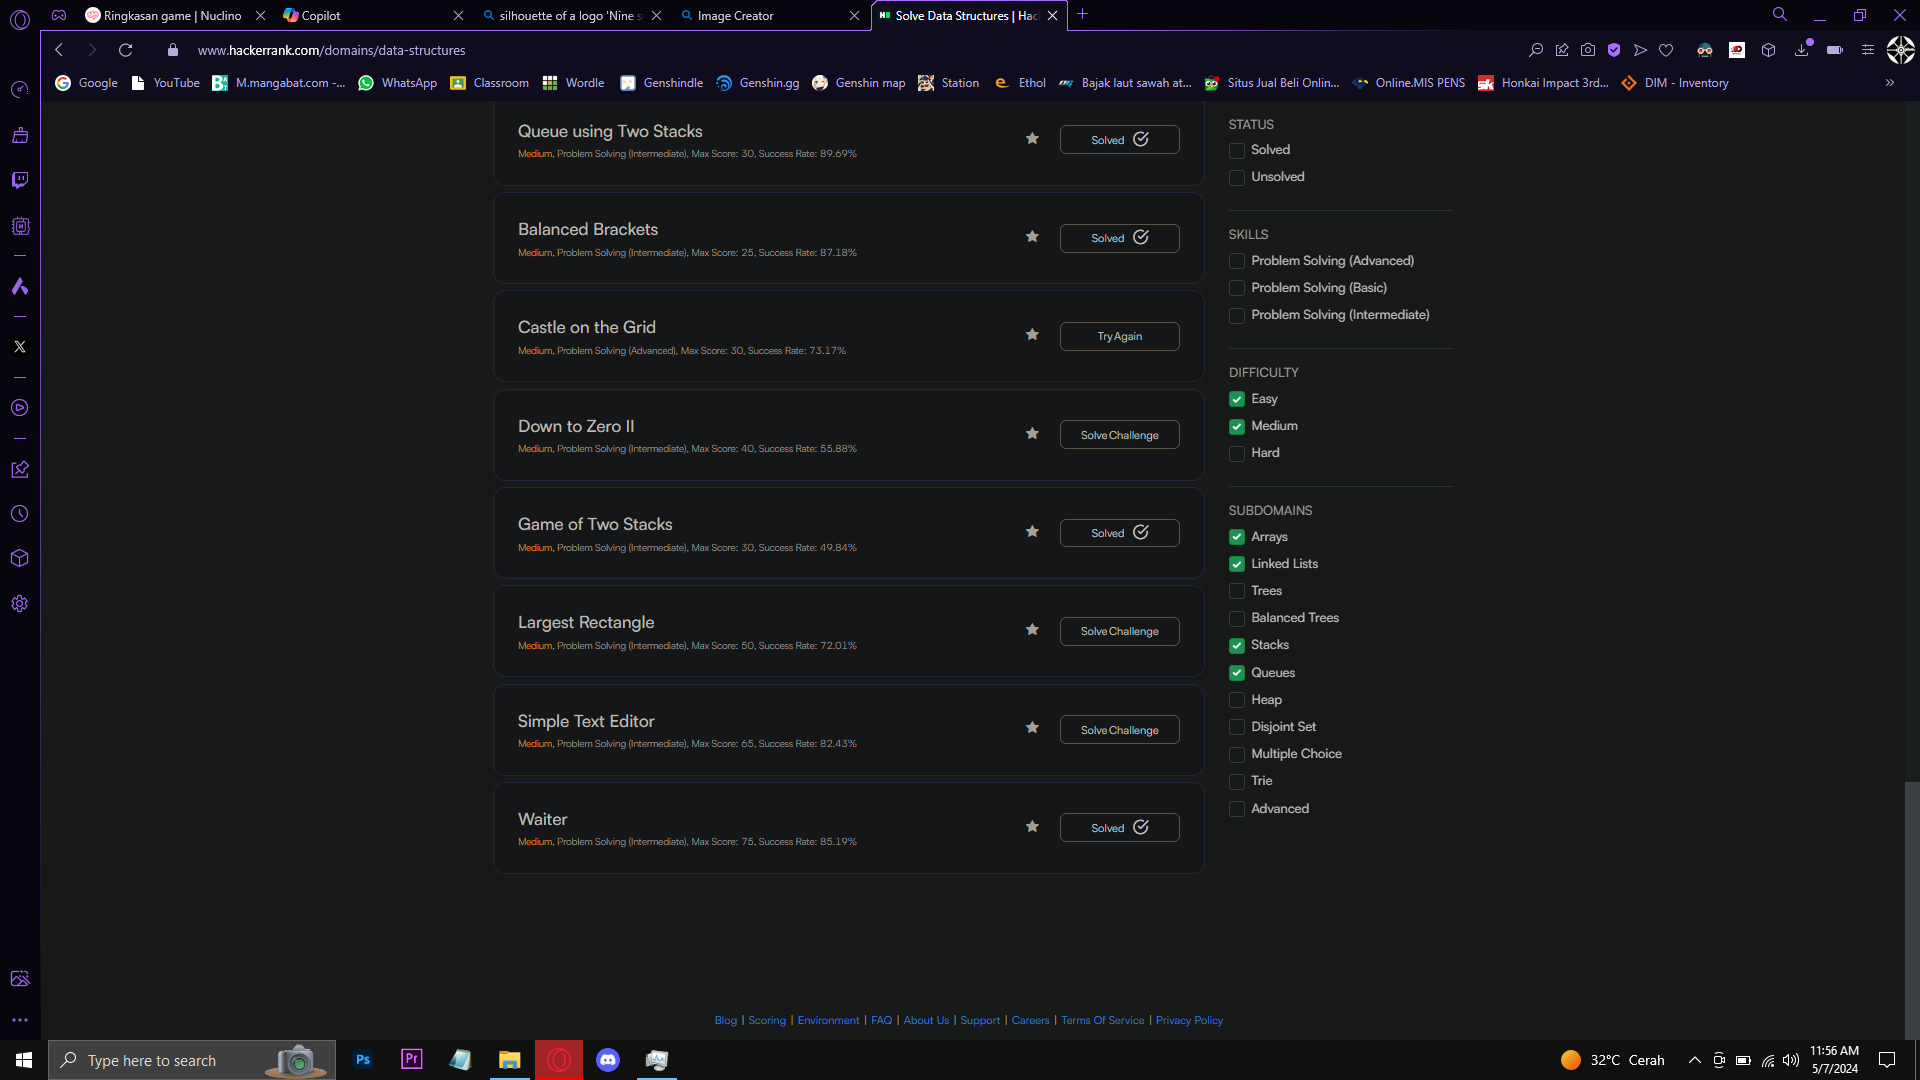 Ringkasan game | Nuclino
Copilot
silhouette of a logo 'Nine s
Image Creator
Solve Data Structures | Hac
www.hackerrank.com/domains/data-structures
Google
YouTube
M.mangabat.com -...
WhatsApp
Classroom
Wordle
Genshindle
Genshin.gg
Genshin map
Station
Ethol
Bajak laut sawah at...
Situs Jual Beli Onlin...
Online.MIS PENS
Honkai Impact 3rd...
DIM - Inventory
Queue using Two Stacks
Medium, Problem Solving (Intermediate), Max Score: 30, Success Rate: 89.69%
Solved
Balanced Brackets
Medium, Problem Solving (Intermediate), Max Score: 25, Success Rate: 87.18%
Solved
Castle on the Grid
Medium, Problem Solving (Advanced), Max Score: 30, Success Rate: 73.17%
Try Again
Down to Zero II
Medium, Problem Solving (Intermediate), Max Score: 40, Success Rate: 55.88%
Solve Challenge
Game of Two Stacks
Medium, Problem Solving (Intermediate), Max Score: 30, Success Rate: 49.84%
Solved
Largest Rectangle
Medium, Problem Solving (Intermediate), Max Score: 50, Success Rate: 72.01%
Solve Challenge
Simple Text Editor
Medium, Problem Solving (Intermediate), Max Score: 65, Success Rate: 82.43%
Solve Challenge
Waiter
Medium, Problem Solving (Intermediate), Max Score: 75, Success Rate: 85.19%
Solved
STATUS
Solved
Unsolved
SKILLS
Problem Solving (Advanced)
Problem Solving (Basic)
Problem Solving (Intermediate)
DIFFICULTY
Easy
Medium
Hard
SUBDOMAINS
Arrays
Linked Lists
Trees
Balanced Trees
Stacks
Queues
Heap
Disjoint Set
Multiple Choice
Trie
Advanced
Blog | Scoring | Environment | FAQ | About Us | Support | Careers | Terms Of Service | Privacy Policy
Type here to search
Ps
Pr
32°C Cerah
11:56 AM
5/7/2024